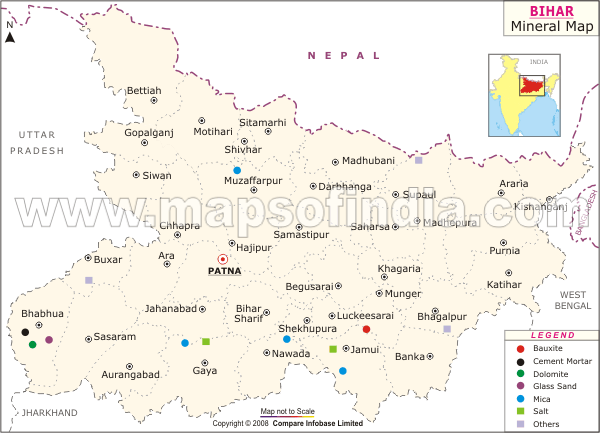 BIHAR
Mineral Map
N
NEPAL
INDIA
UTTAR
PRADESH
Bettiah
Gopalganj
Motihari
Sitamarhi
Shivhar
Siwan
Muzaffarpur
Madhubani
Darbhanga
Supaul
Araria
Kishanganj
BANGLADESH
www.mapsofindia.com
Chhapra
Hajipur
Samastipur
Saharsa
Madhepura
Purnia
Buxar
Ara
PATNA
Khagaria
Katihar
Begusarai
Munger
WEST
BENGAL
Bhabhua
Jahanabad
Bihar
Sharif
Luckeesarai
Sheikhupura
Bhagalpur
Sasaram
Nawada
Jamui
Banka
Aurangabad
Gaya
JHARKHAND
Map not to Scale
Copyright © 2008 Compare Infobase Limited
LEGEND
Bauxite
Cement Mortar
Dolomite
Glass Sand
Mica
Salt
Others